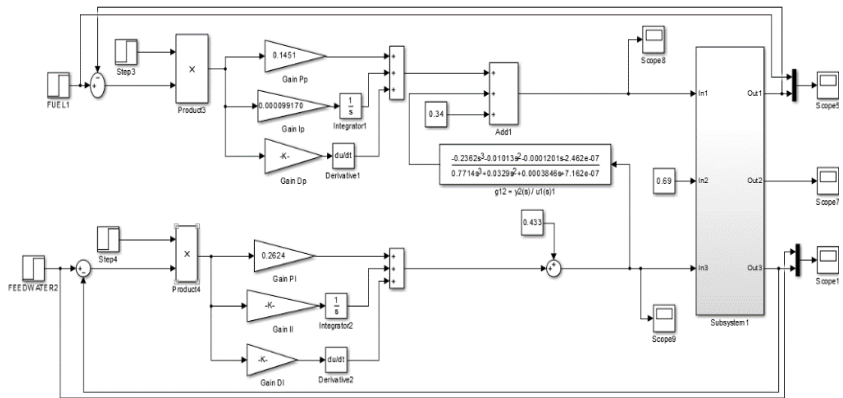 FUEL1
Step3
×
Product3
0.1451
Gain Pp
0.000099170
Gain Ip
1
s
Integrator1
-K-
Gain Dp
du/dt
Derivative1
0.34
Add1
Scope8
-0.2362s³-0.01013s²-0.0001201s-2.462e-07
0.7714s³+0.0329s²+0.0003846s+7.162e-07
g12 = y2(s) / u1(s)1
0.69
In1
In2
In3
Out1
Out2
Out3
Subsystem1
Scope5
Scope7
Scope1
FEEDWATER2
Step4
×
Product4
0.2624
Gain Pl
-K-
Gain Il
1
s
Integrator2
-K-
Gain Dl
du/dt
Derivative2
0.433
Scope9